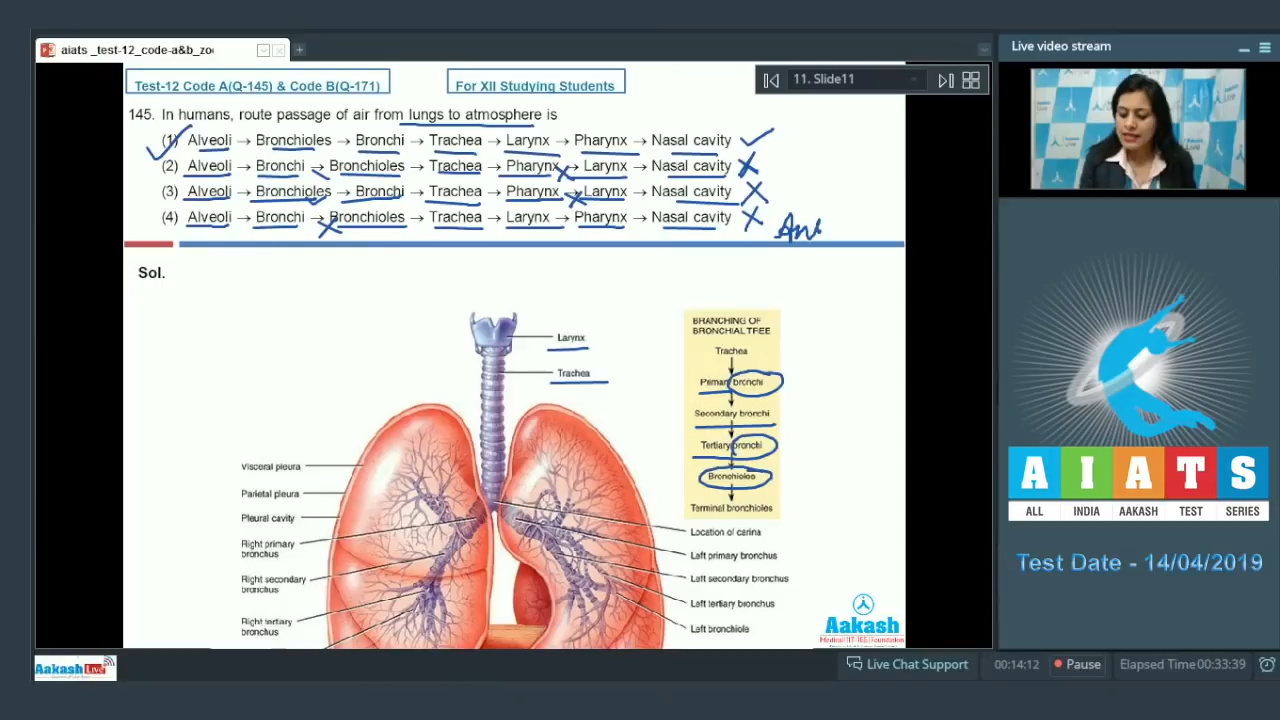 aiats _test-12_code-a&b_zo
Live video stream
Test-12 Code A(Q-145) & Code B(Q-171)
For XII Studying Students
11. Slide11
145. In humans, route passage of air from lungs to atmosphere is
(1) Alveoli → Bronchioles → Bronchi → Trachea → Larynx → Pharynx → Nasal cavity
(2) Alveoli → Bronchi → Bronchioles → Trachea → Pharynx → Larynx → Nasal cavity
(3) Alveoli → Bronchioles → Bronchi → Trachea → Pharynx → Larynx → Nasal cavity
(4) Alveoli → Bronchi → Bronchioles → Trachea → Larynx → Pharynx → Nasal cavity
Ans
Sol.
BRANCHING OF
BRONCHIAL TREE
Larynx
Trachea
Trachea
Primary bronchi
Secondary bronchi
Tertiary bronchi
Bronchioles
Terminal bronchioles
Visceral pleura
Parietal pleura
Pleural cavity
Right primary
bronchus
Right secondary
bronchus
Right tertiary
bronchus
Location of carina
Left primary bronchus
Left secondary bronchus
Left tertiary bronchus
Left bronchiole
Aakash
Medical|IIT-JEE|Foundations
A I A T S
ALL INDIA AAKASH TEST SERIES
Test Date - 14/04/2019
Aakash Live
Live Chat Support
00:14:12
Pause
Elapsed Time 00:33:39